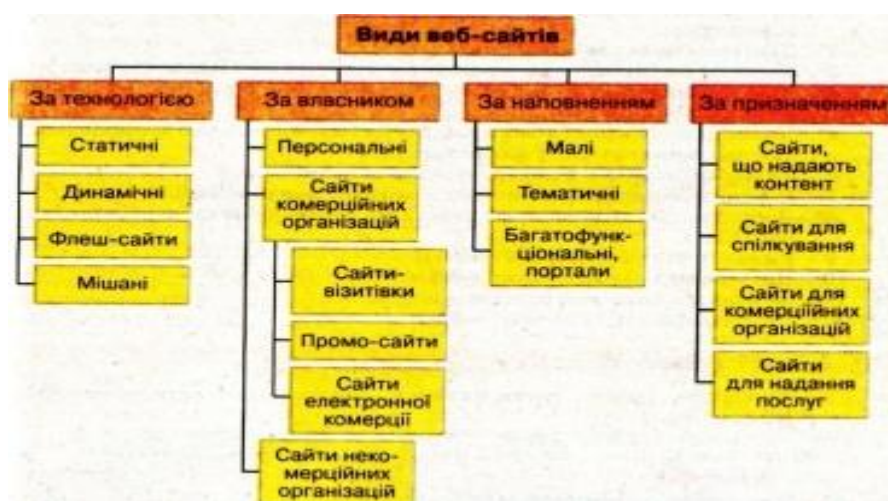 Види веб-сайтів
За технологією
Статичні
Динамічні
Флеш-сайти
Мішані
За власником
Персональні
Сайти
комерційних
організацій
Сайти-
візитівки
Промо-сайти
Сайти
електронної
комерції
Сайти неко-
мерційних
організацій
За наповненням
Малі
Тематичні
Багатофунк-
ціональні,
портали
За призначенням
Сайти,
що надають
контент
Сайти для
спілкування
Сайти для
комерціійних
організацій
Сайти
для надання
послуг